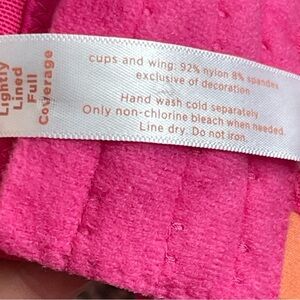 Lightly
Lined
Full
Coverage
cups and wing: 92% nylon 8% spandex
exclusive of decoration
Hand wash cold separately
Only non-chlorine bleach when needed.
Line dry. Do not iron.